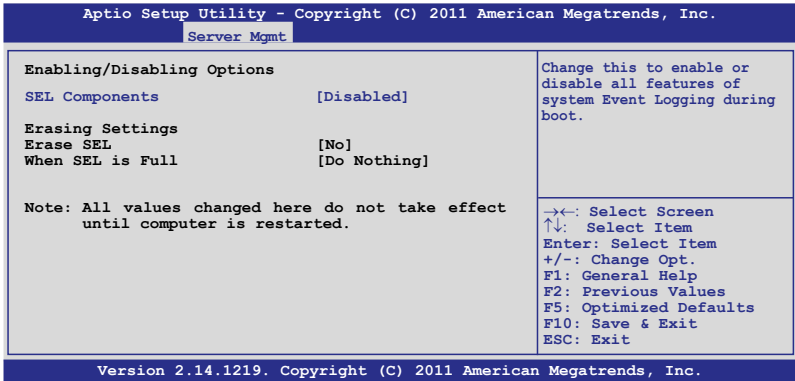 Aptio Setup Utility - Copyright (C) 2011 American Megatrends, Inc.
Server Mgmt
Enabling/Disabling Options
SEL Components [Disabled]
Erasing Settings
Erase SEL [No]
When SEL is Full [Do Nothing]
Note: All values changed here do not take effect
until computer is restarted.
Change this to enable or
disable all features of
system Event Logging during
boot.
→←: Select Screen
↑↓: Select Item
Enter: Select Item
+/-: Change Opt.
F1: General Help
F2: Previous Values
F5: Optimized Defaults
F10: Save & Exit
ESC: Exit
Version 2.14.1219. Copyright (C) 2011 American Megatrends, Inc.